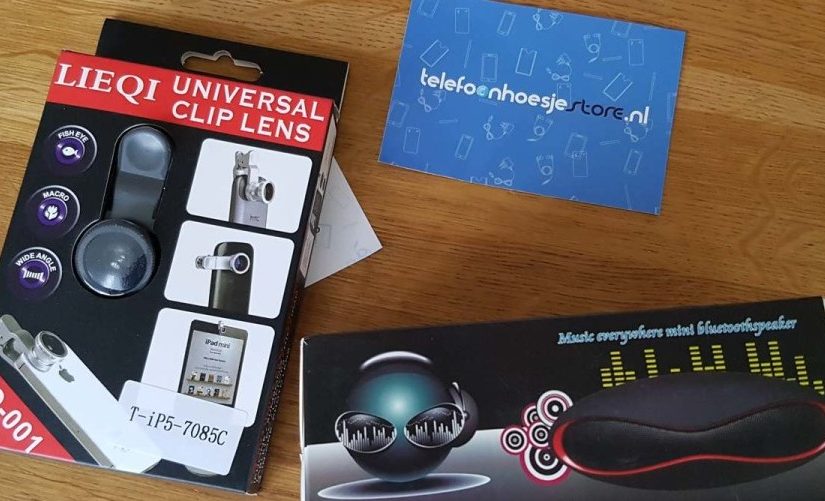 LIEQI UNIVERSAL
CLIP LENS
FISH EYE
MACRO
WIDE ANGLE
iPad mini
T-iP5-7085C
-001
telefoonhoesjestore.nl
Music everywhere mini bluetoothspeaker